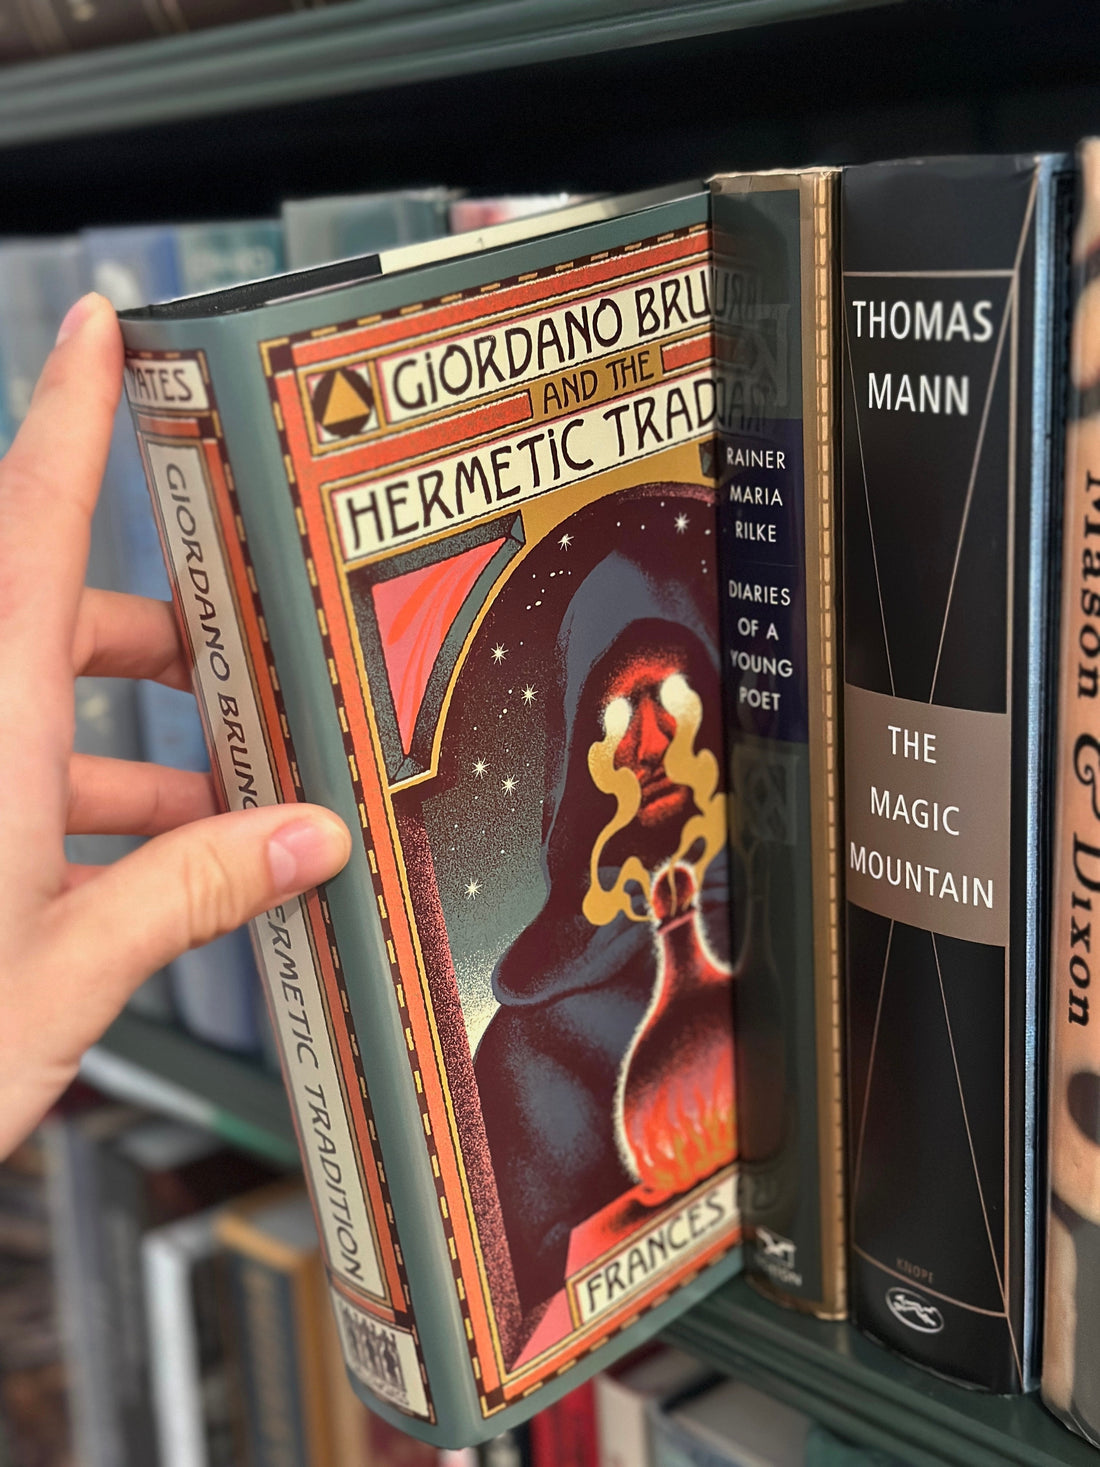 YATES
GIORDANO BRUNO
HERMETIC TRADITION
GIORDANO BRU
AND THE
HERMETIC TRAD
FRANCES
RAINER
MARIA
RILKE
DIARIES
OF A
YOUNG
POET
NORTON
THOMAS
MANN
THE
MAGIC
MOUNTAIN
KNOPF
Mason & Dixon